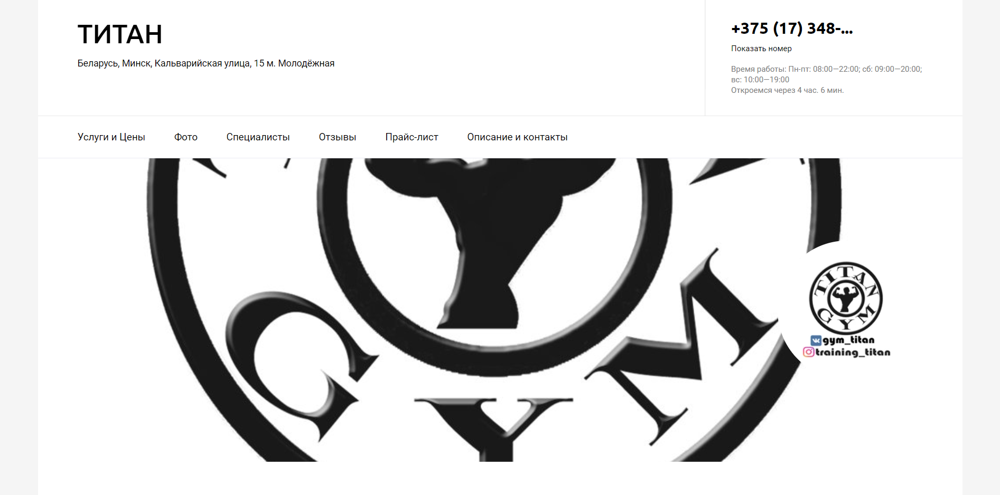 ТИТАН
Беларусь, Минск, Кальварийская улица, 15 м. Молодёжная
+375 (17) 348-...
Показать номер
Время работы: Пн-пт: 08:00—22:00; сб: 09:00—20:00;
вс: 10:00—19:00
Откроемся через 4 час. 6 мин.
Услуги и Цены
Фото
Специалисты
Отзывы
Прайс-лист
Описание и контакты
GYM
TITAN
GYM
gym_titan
training_titan